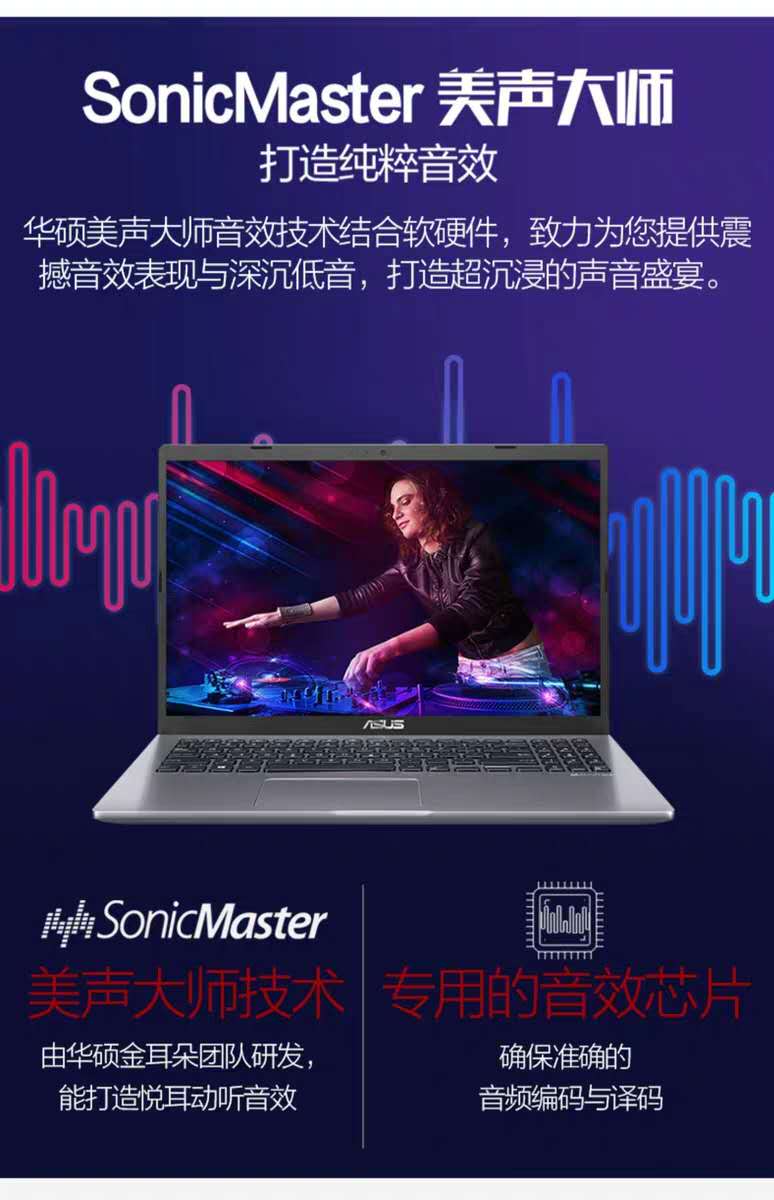 SonicMaster 美声大师
打造纯粹音效
华硕美声大师音效技术结合软硬件，致力为您提供震
撼音效表现与深沉低音，打造超沉浸的声音盛宴。
ASUS
SonicMaster
美声大师技术
由华硕金耳朵团队研发，
能打造悦耳动听音效
专用的音效芯片
确保准确的
音频编码与译码